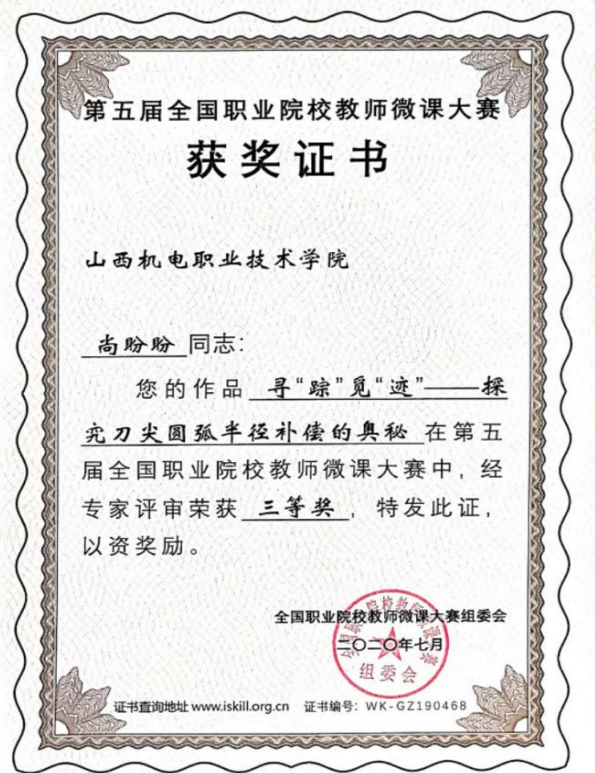 第五届全国职业院校教师微课大赛
获奖证书
山西机电职业技术学院
尚盼盼同志：
您的作品 寻“踪”觅“迹”——探
究刀尖圆弧半径补偿的奥秘 在第五
届全国职业院校教师微课大赛中，经
专家评审荣获 三等奖 ，特发此证，
以资奖励。
全国职业院校教师微课大赛组委会
二〇二〇年七月
组委会
证书查询地址 www.iskill.org.cn 证书编号：WK-GZ190468